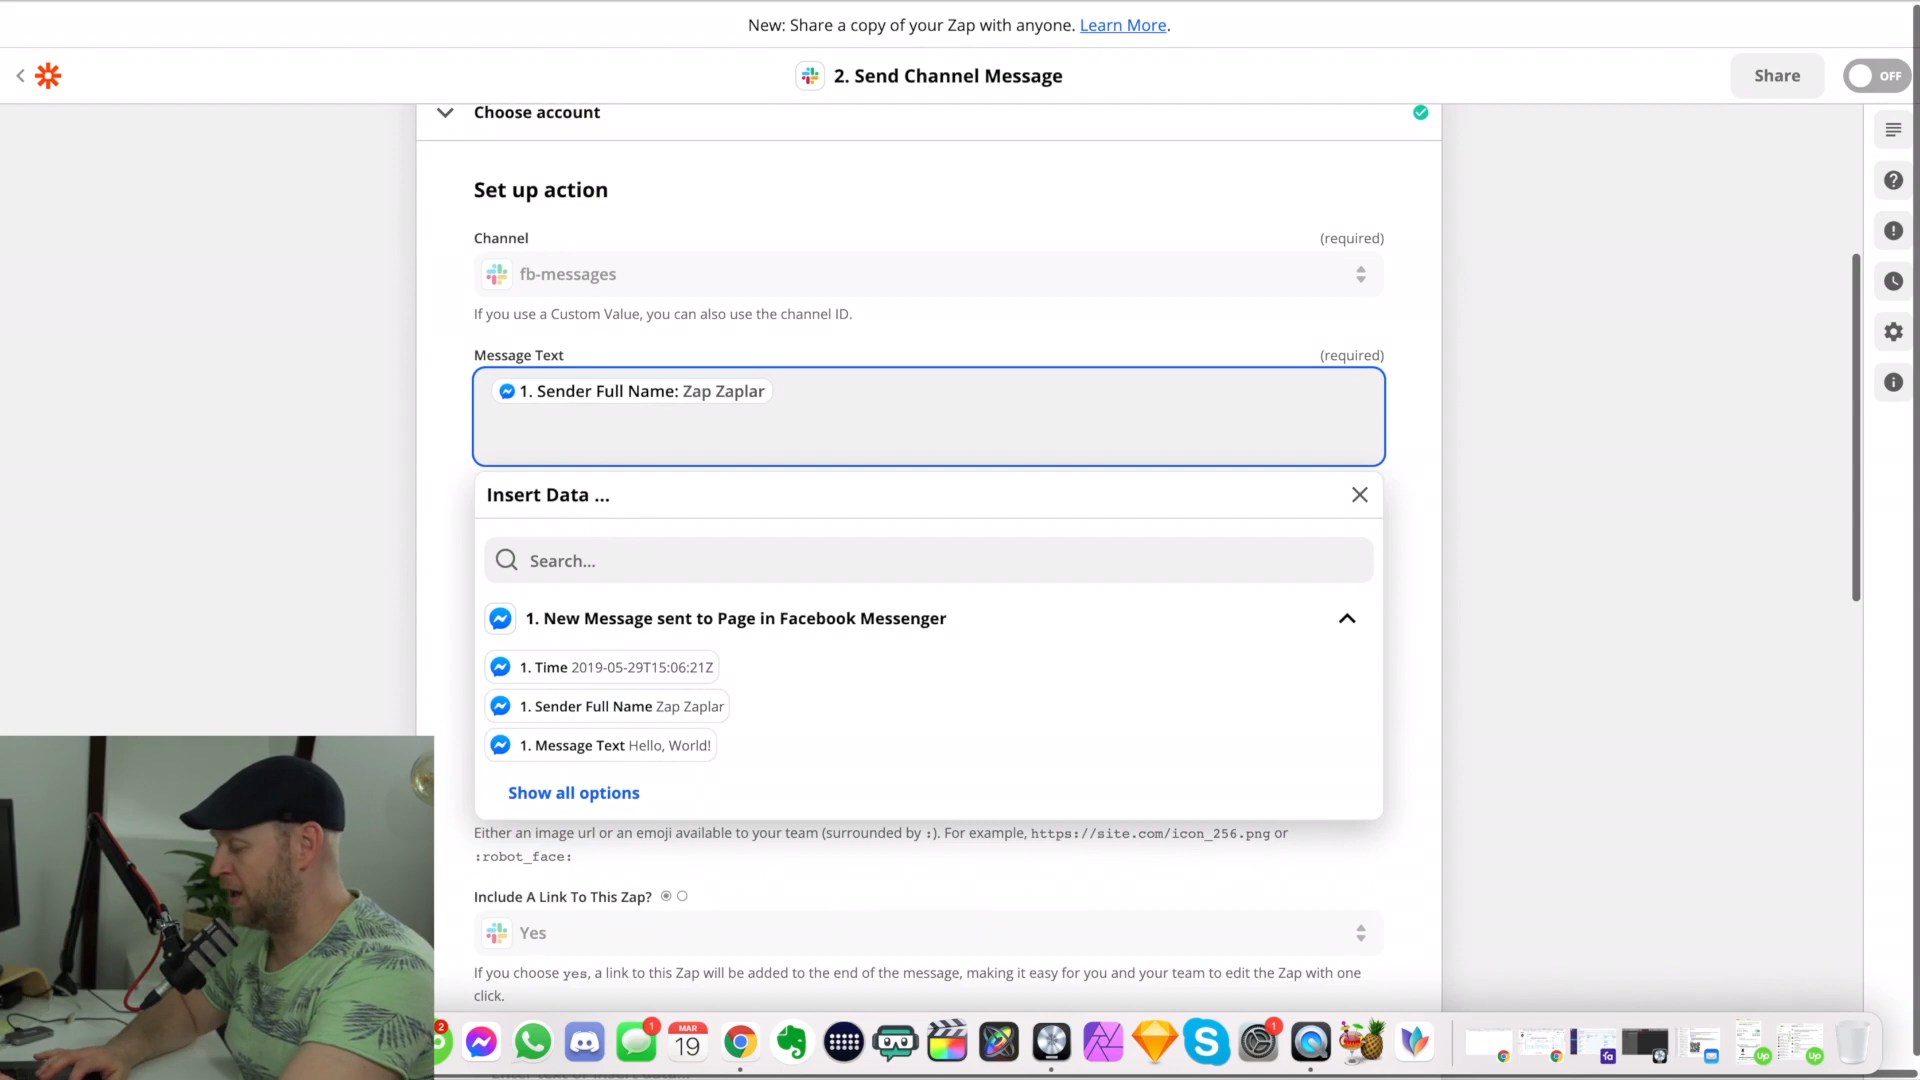 New: Share a copy of your Zap with anyone. Learn More.
2. Send Channel Message
Share
OFF
Choose account
Set up action
Channel
(required)
fb-messages
If you use a Custom Value, you can also use the channel ID.
Message Text
(required)
1. Sender Full Name: Zap Zaplar
Insert Data ...
Search...
1. New Message sent to Page in Facebook Messenger
1. Time 2019-05-29T15:06:21Z
1. Sender Full Name Zap Zaplar
1. Message Text Hello, World!
Show all options
Either an image url or an emoji available to your team (surrounded by :). For example, https://site.com/icon_256.png or
:robot_face:
Include A Link To This Zap?
Yes
If you choose yes, a link to this Zap will be added to the end of the message, making it easy for you and your team to edit the Zap with one
click.
2
1
MAR
19
1